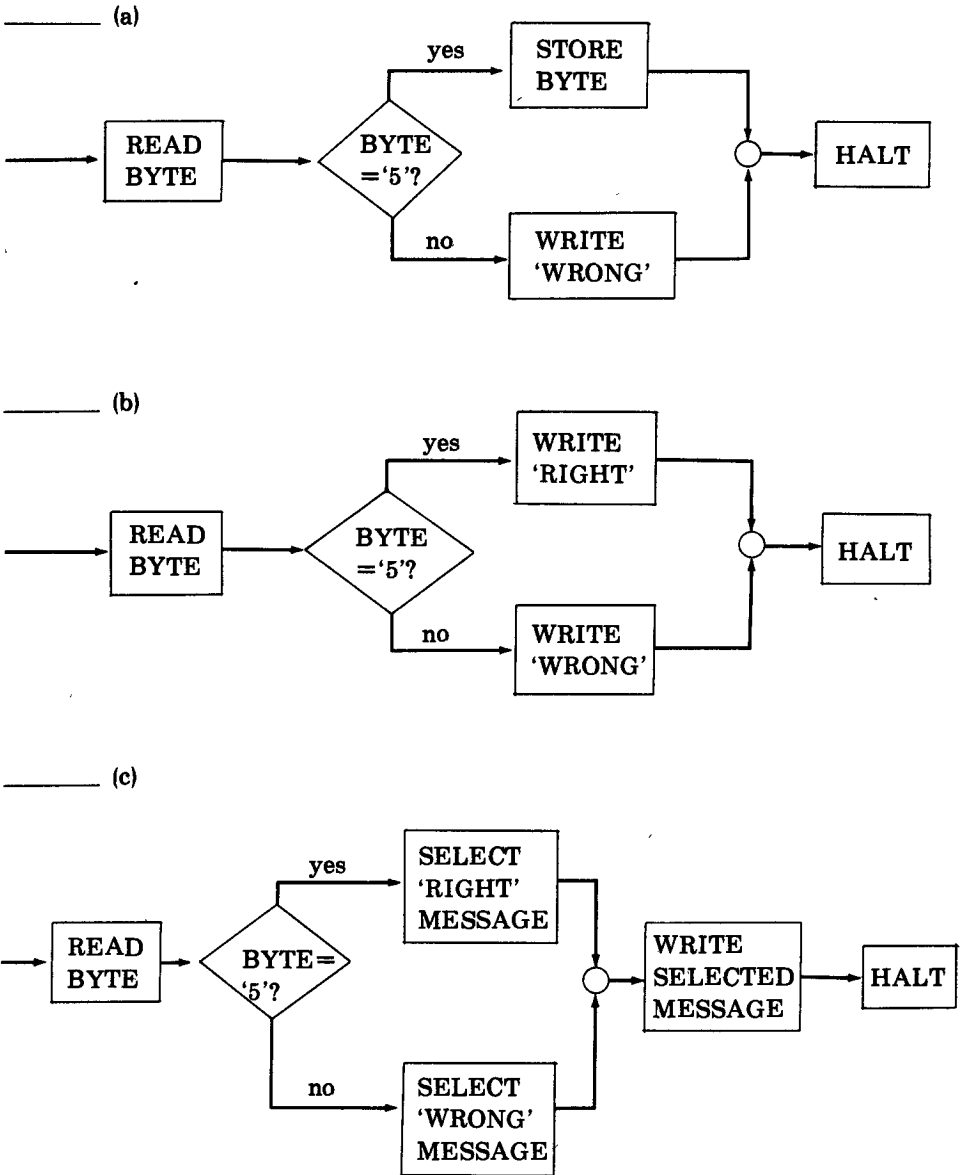 (a)
yes
STORE
BYTE
READ
BYTE
BYTE
=‘5’?
HALT
no
WRITE
‘WRONG’
(b)
yes
WRITE
‘RIGHT’
READ
BYTE
BYTE
=‘5’?
HALT
no
WRITE
‘WRONG’
(c)
yes
SELECT
‘RIGHT’
MESSAGE
READ
BYTE
BYTE=
‘5’?
WRITE
SELECTED
MESSAGE
HALT
no
SELECT
‘WRONG’
MESSAGE